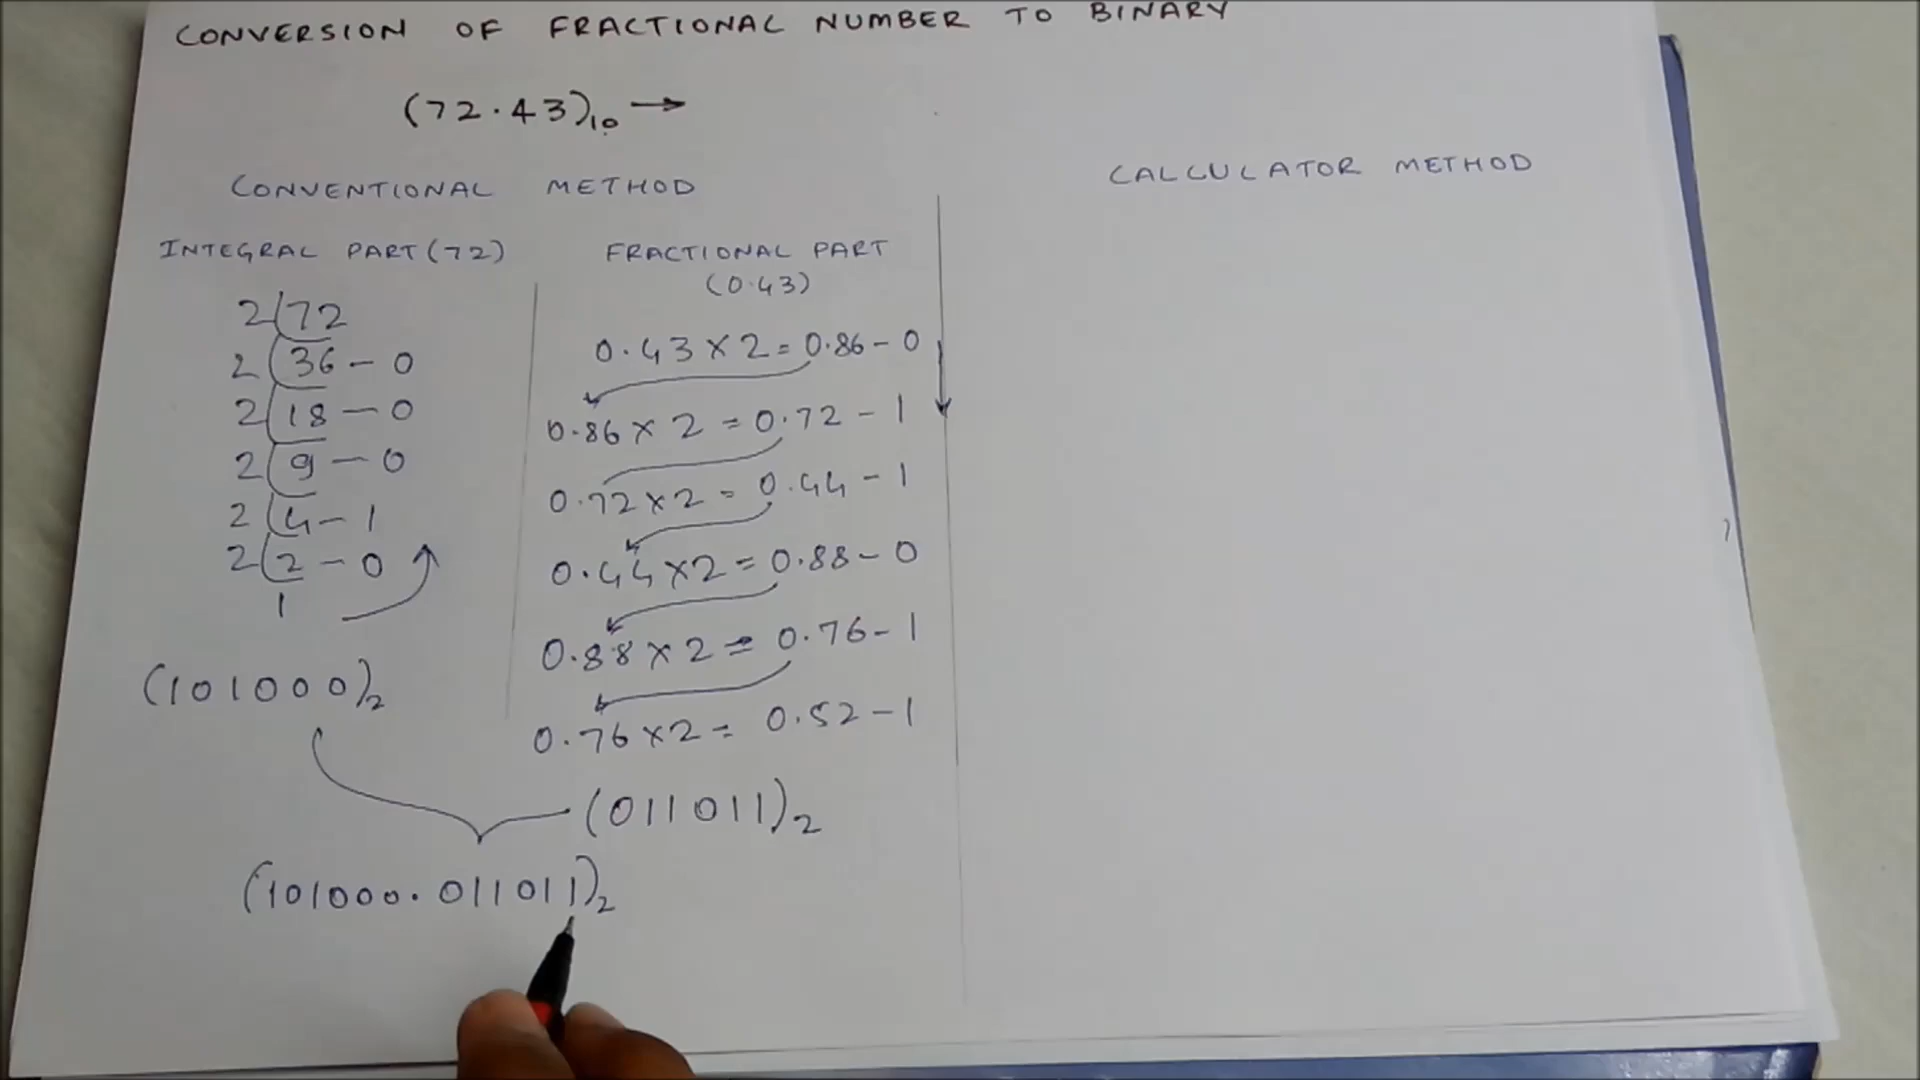 CONVERSION OF FRACTIONAL NUMBER TO BINARY
(72.43)10 →
CONVENTIONAL METHOD
INTEGRAL PART (72)
2 72
2 36 - 0
2 18 - 0
2 9 - 0
2 4 - 1
2 2 - 0
1
(101000)2
FRACTIONAL PART
(0.43)
0.43 × 2 = 0.86 - 0
0.86 × 2 = 0.72 - 1
0.72 × 2 = 0.44 - 1
0.44 × 2 = 0.88 - 0
0.88 × 2 = 0.76 - 1
0.76 × 2 = 0.52 - 1
(011011)2
(101000.011011)2
CALCULATOR METHOD